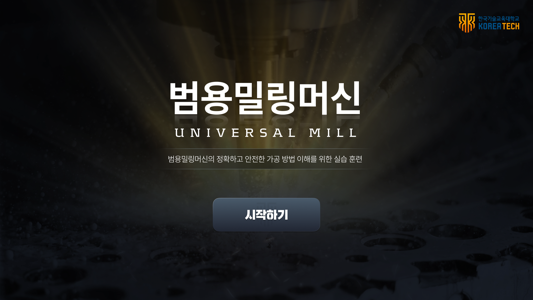 한국기술교육대학교
KOREATECH
범용밀링머신
UNIVERSAL MILL
범용밀링머신의 정확하고 안전한 가공 방법 이해를 위한 실습 훈련
시작하기